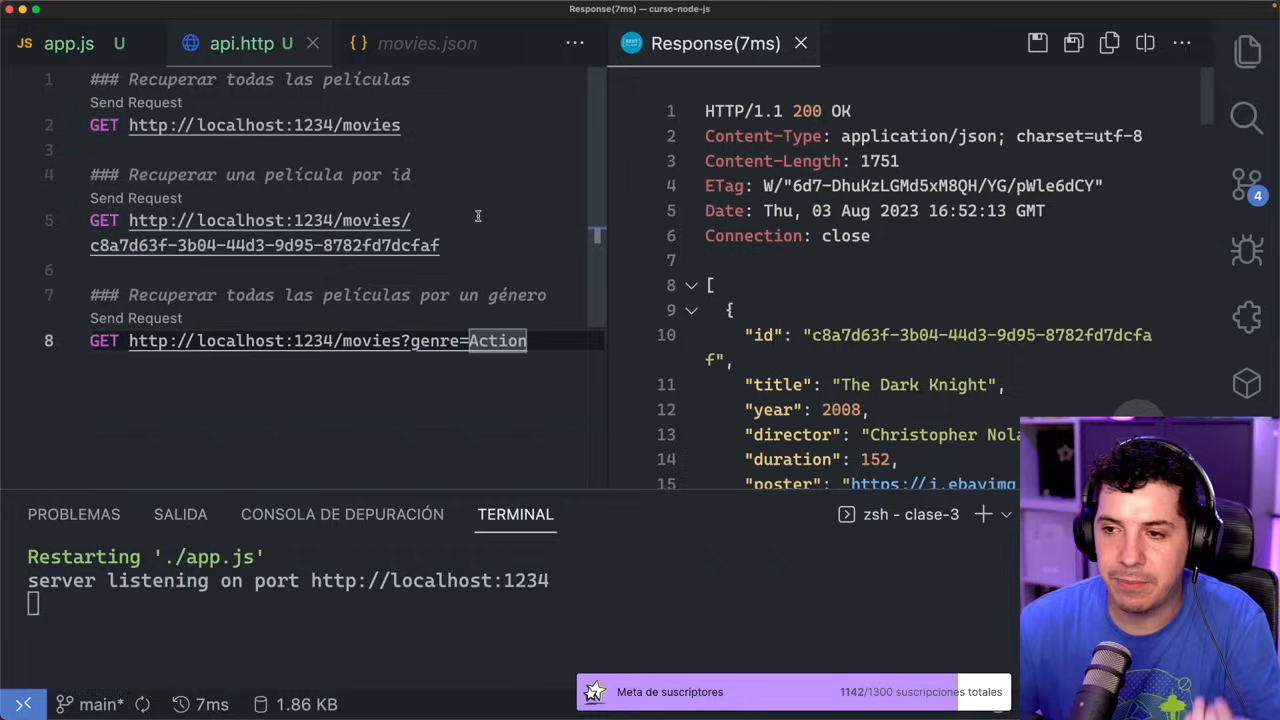 Response(7ms) — curso-node-js
JS app.js U
api.http U
{} movies.json
Response(7ms)
1 ### Recuperar todas las películas
Send Request
2 GET http://localhost:1234/movies
3
4 ### Recuperar una película por id
Send Request
5 GET http://localhost:1234/movies/
c8a7d63f-3b04-44d3-9d95-8782fd7dcfaf
6
7 ### Recuperar todas las películas por un género
Send Request
8 GET http://localhost:1234/movies?genre=Action
1 HTTP/1.1 200 OK
2 Content-Type: application/json; charset=utf-8
3 Content-Length: 1751
4 ETag: W/"6d7-DhuKzLGMd5xM8QH/YG/pWle6dCY"
5 Date: Thu, 03 Aug 2023 16:52:13 GMT
6 Connection: close
7
8 [
9 {
10 "id": "c8a7d63f-3b04-44d3-9d95-8782fd7dcfa
f",
11 "title": "The Dark Knight",
12 "year": 2008,
13 "director": "Christopher Nola
14 "duration": 152,
15 "poster": "https://i.ebayimg
4
PROBLEMAS SALIDA CONSOLA DE DEPURACIÓN TERMINAL
zsh - clase-3
Restarting './app.js'
server listening on port http://localhost:1234
main* 7ms 1.86 KB
Meta de suscriptores 1142/1300 suscripciones totales